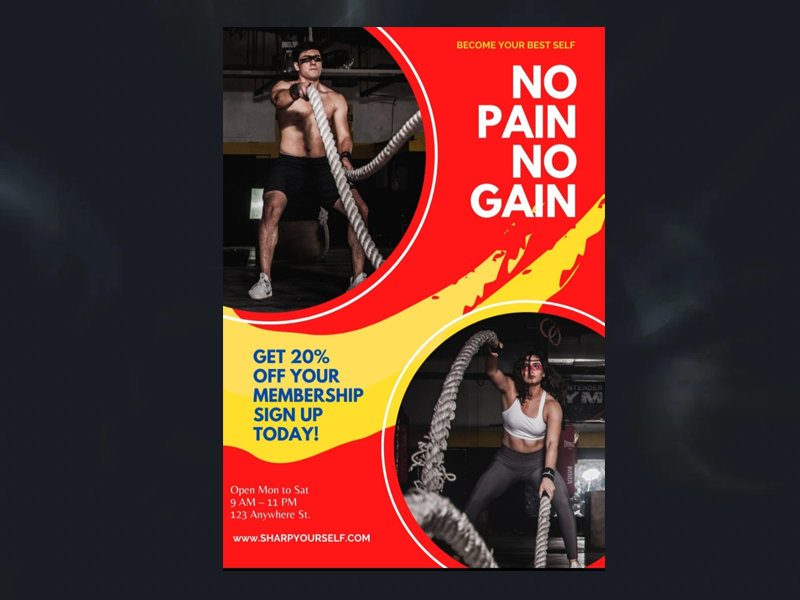 BECOME YOUR BEST SELF
NO
PAIN
NO
GAIN
GET 20%
OFF YOUR
MEMBERSHIP
SIGN UP
TODAY!
Open Mon to Sat
9 AM – 11 PM
123 Anywhere St.
www.SHARPYOURSELF.COM